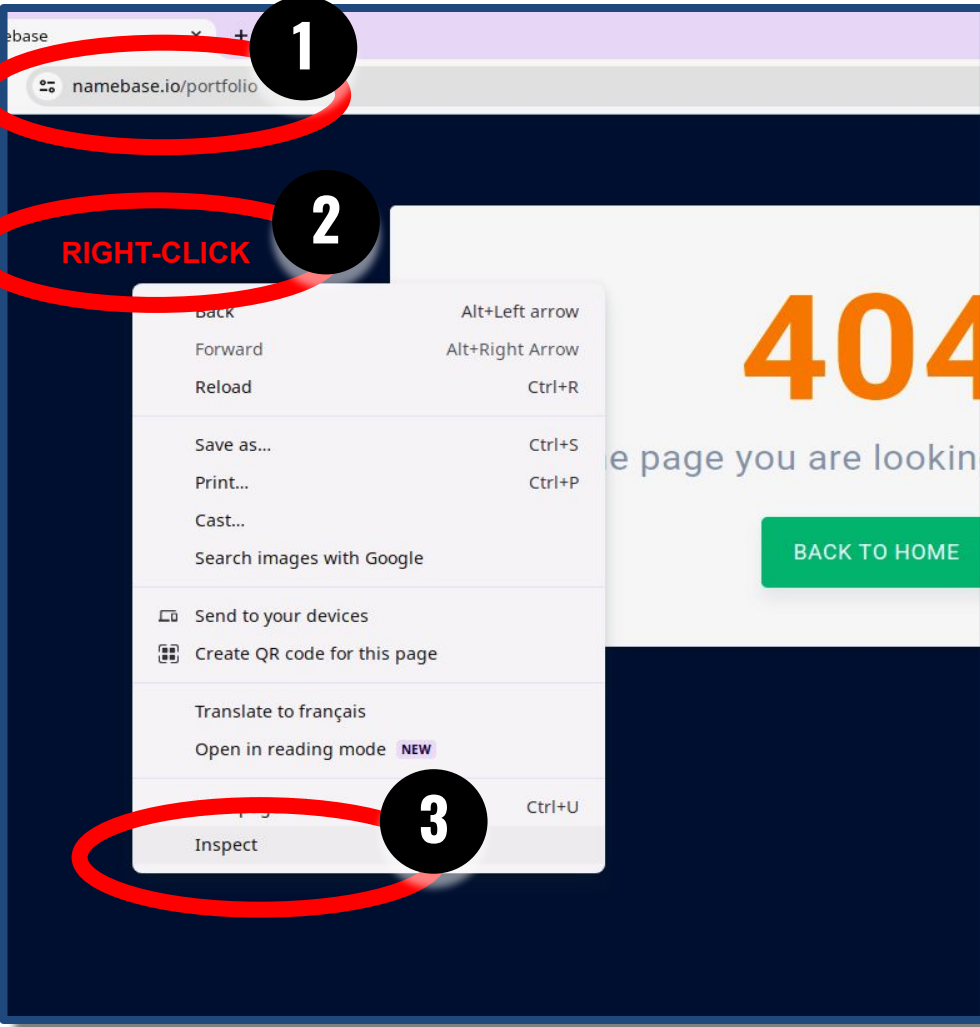 ebase × +
1
namebase.io/portfolio
2
RIGHT-CLICK
404
Back Alt+Left arrow
Forward Alt+Right Arrow
Reload Ctrl+R
Save as... Ctrl+S
e page you are lookin
Print... Ctrl+P
Cast...
BACK TO HOME
Search images with Google
Send to your devices
Create QR code for this page
Translate to français
Open in reading mode NEW
3
Ctrl+U
Inspect